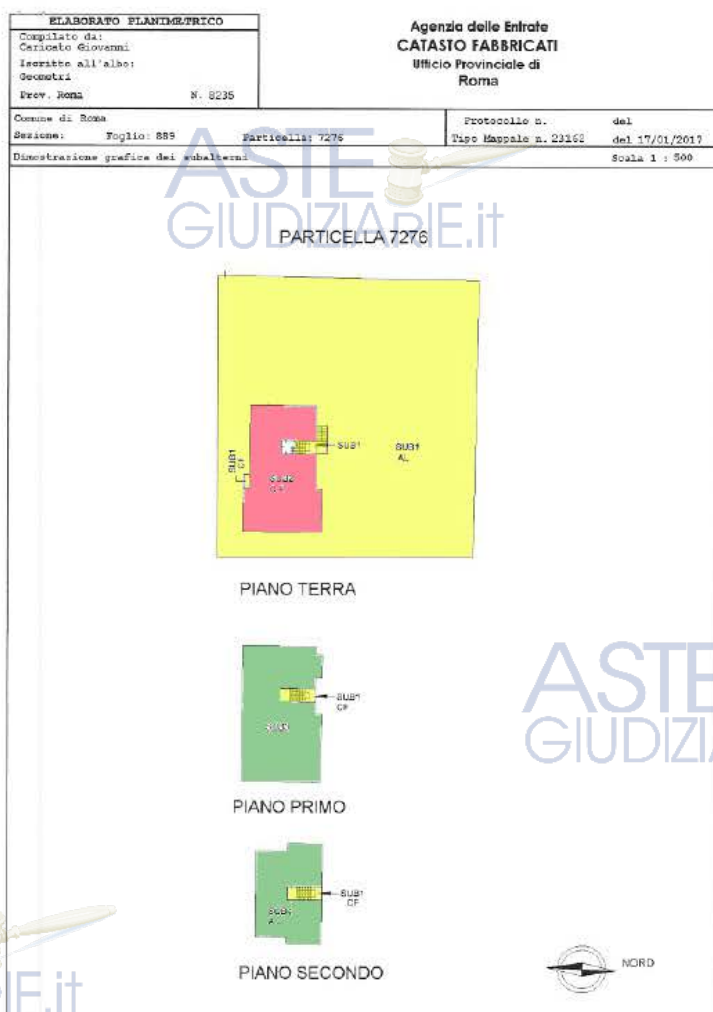 ELABORATO PLANIMETRICO
Compilato da:
Caricato Giovanni
Iscritto all'albo:
Geometri
Prov. Roma N. 8235
Agenzia delle Entrate
CATASTO FABBRICATI
Ufficio Provinciale di
Roma
Comune di Roma
Sezione: Foglio: 889 Particella: 7276
Protocollo n. del
Tipo Mappale n. 23162 del 17/01/2017
Dimostrazione grafica dei subalterni
Scala 1 : 500
ASTE
GIUDIZIARIE.it
PARTICELLA 7276
SUB1
CF
SUB1
SUB1
AL
SUB2
PIANO TERRA
SUB1
CF
PIANO PRIMO
SUB1
CF
PIANO SECONDO
NORD
ASTE
GIUDIZIA
IE.it